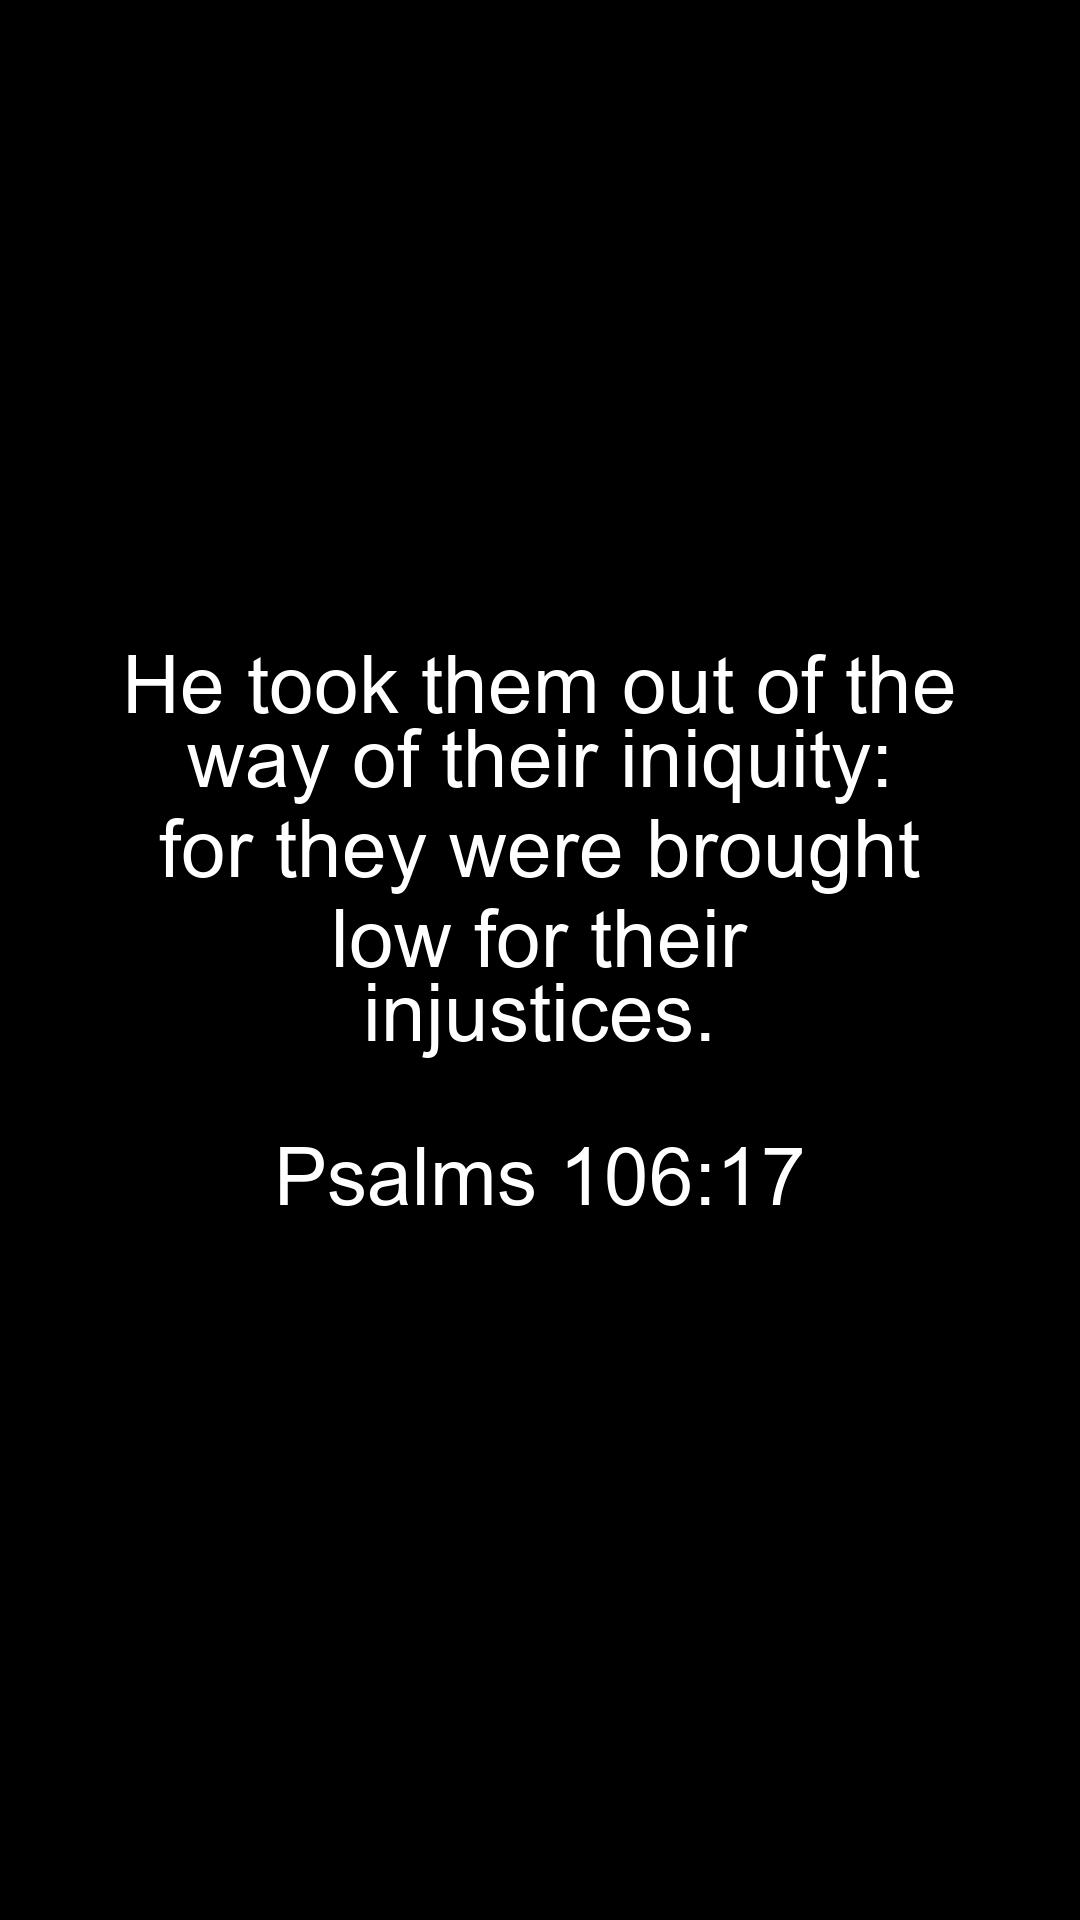 He took them out of the
way of their iniquity:
for they were brought
low for their
injustices.
Psalms 106:17